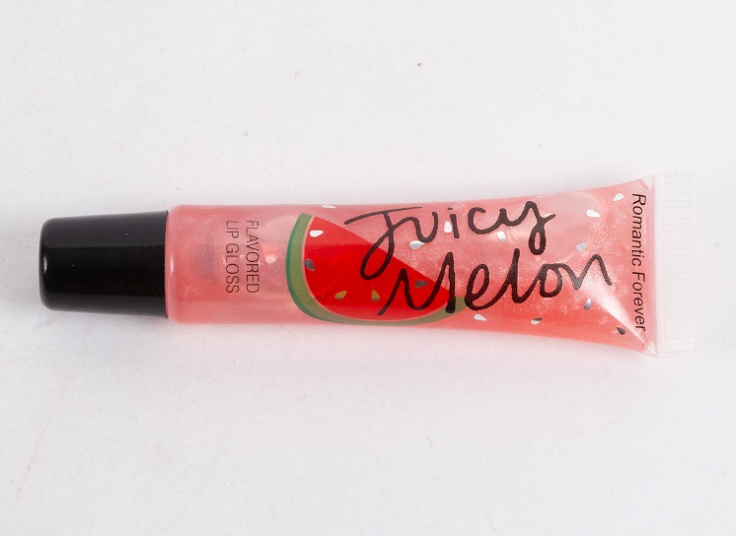 Juicy
Melon
FLAVORED
LIP GLOSS
Romantic Forever